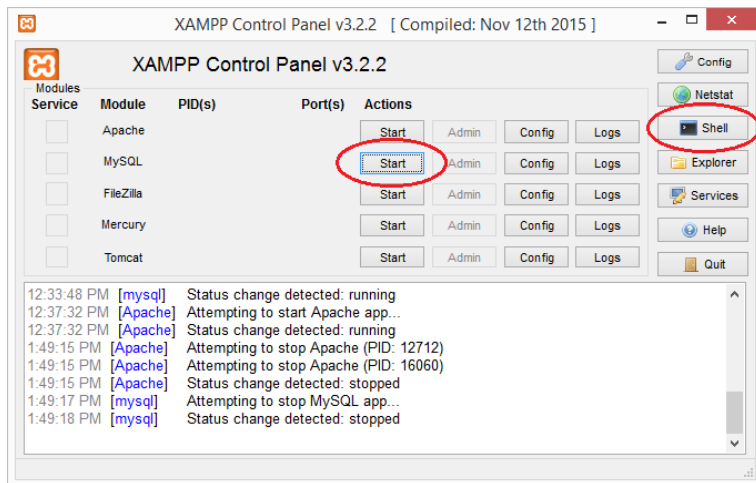 XAMPP Control Panel v3.2.2 [ Compiled: Nov 12th 2015 ]
XAMPP Control Panel v3.2.2
Config
Modules
Service Module PID(s) Port(s) Actions
Netstat
Apache Start Admin Config Logs
Shell
MySQL Start Admin Config Logs
Explorer
FileZilla Start Admin Config Logs
Services
Mercury Start Admin Config Logs
Help
Tomcat Start Admin Config Logs
Quit
12:33:48 PM [mysql] Status change detected: running
12:37:32 PM [Apache] Attempting to start Apache app...
12:37:32 PM [Apache] Status change detected: running
1:49:15 PM [Apache] Attempting to stop Apache (PID: 12712)
1:49:15 PM [Apache] Attempting to stop Apache (PID: 16060)
1:49:15 PM [Apache] Status change detected: stopped
1:49:17 PM [mysql] Attempting to stop MySQL app...
1:49:18 PM [mysql] Status change detected: stopped